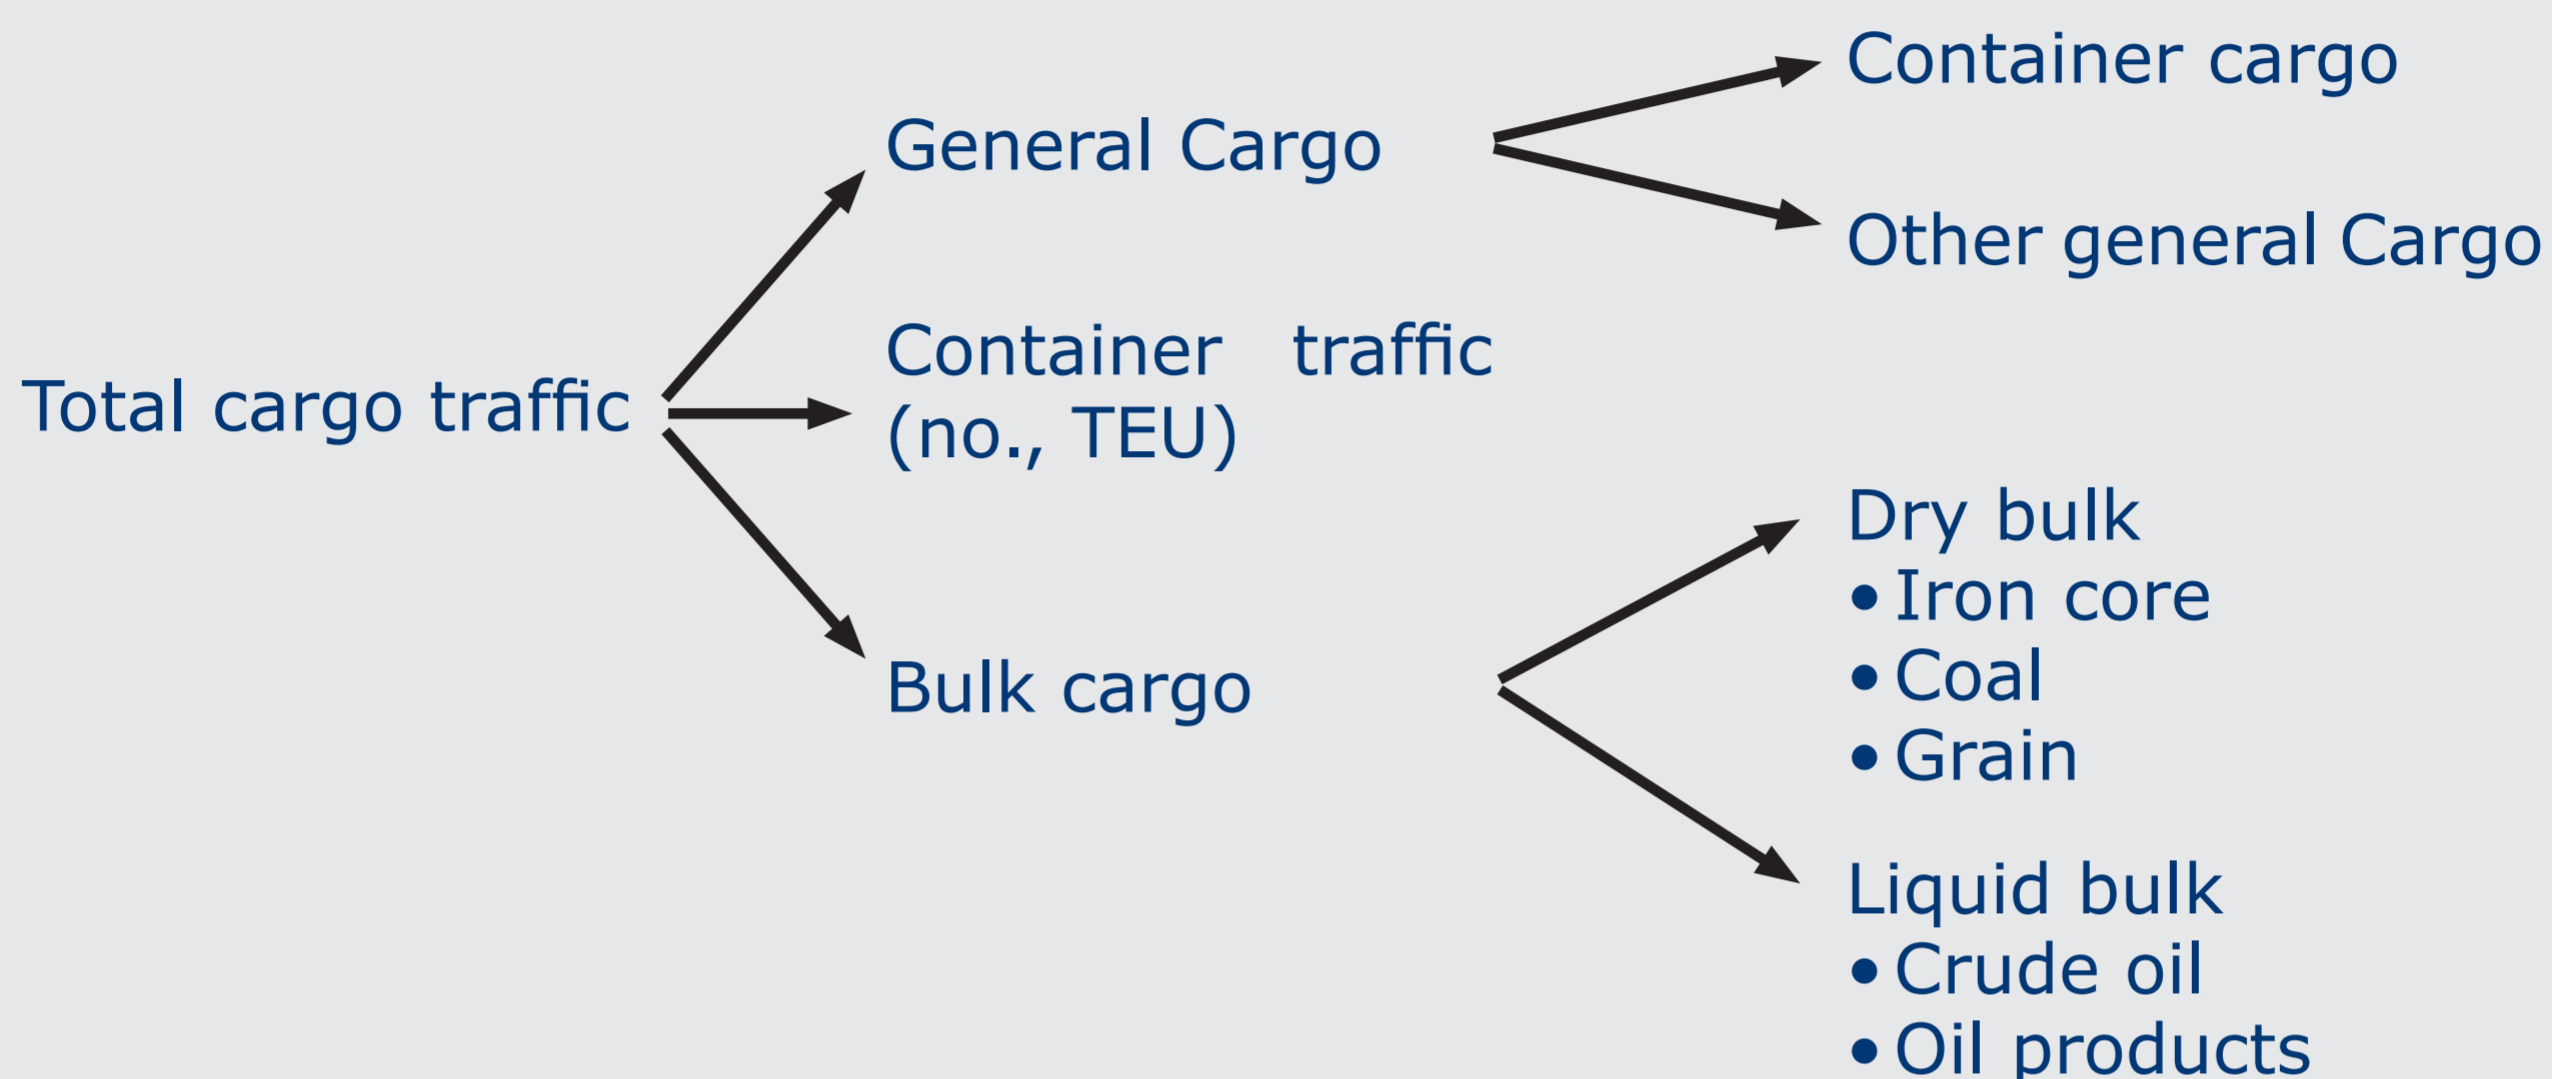 Total cargo traffic
General Cargo
Container traffic
(no., TEU)
Bulk cargo
Container cargo
Other general Cargo
Dry bulk
• Iron core
• Coal
• Grain
Liquid bulk
• Crude oil
• Oil products